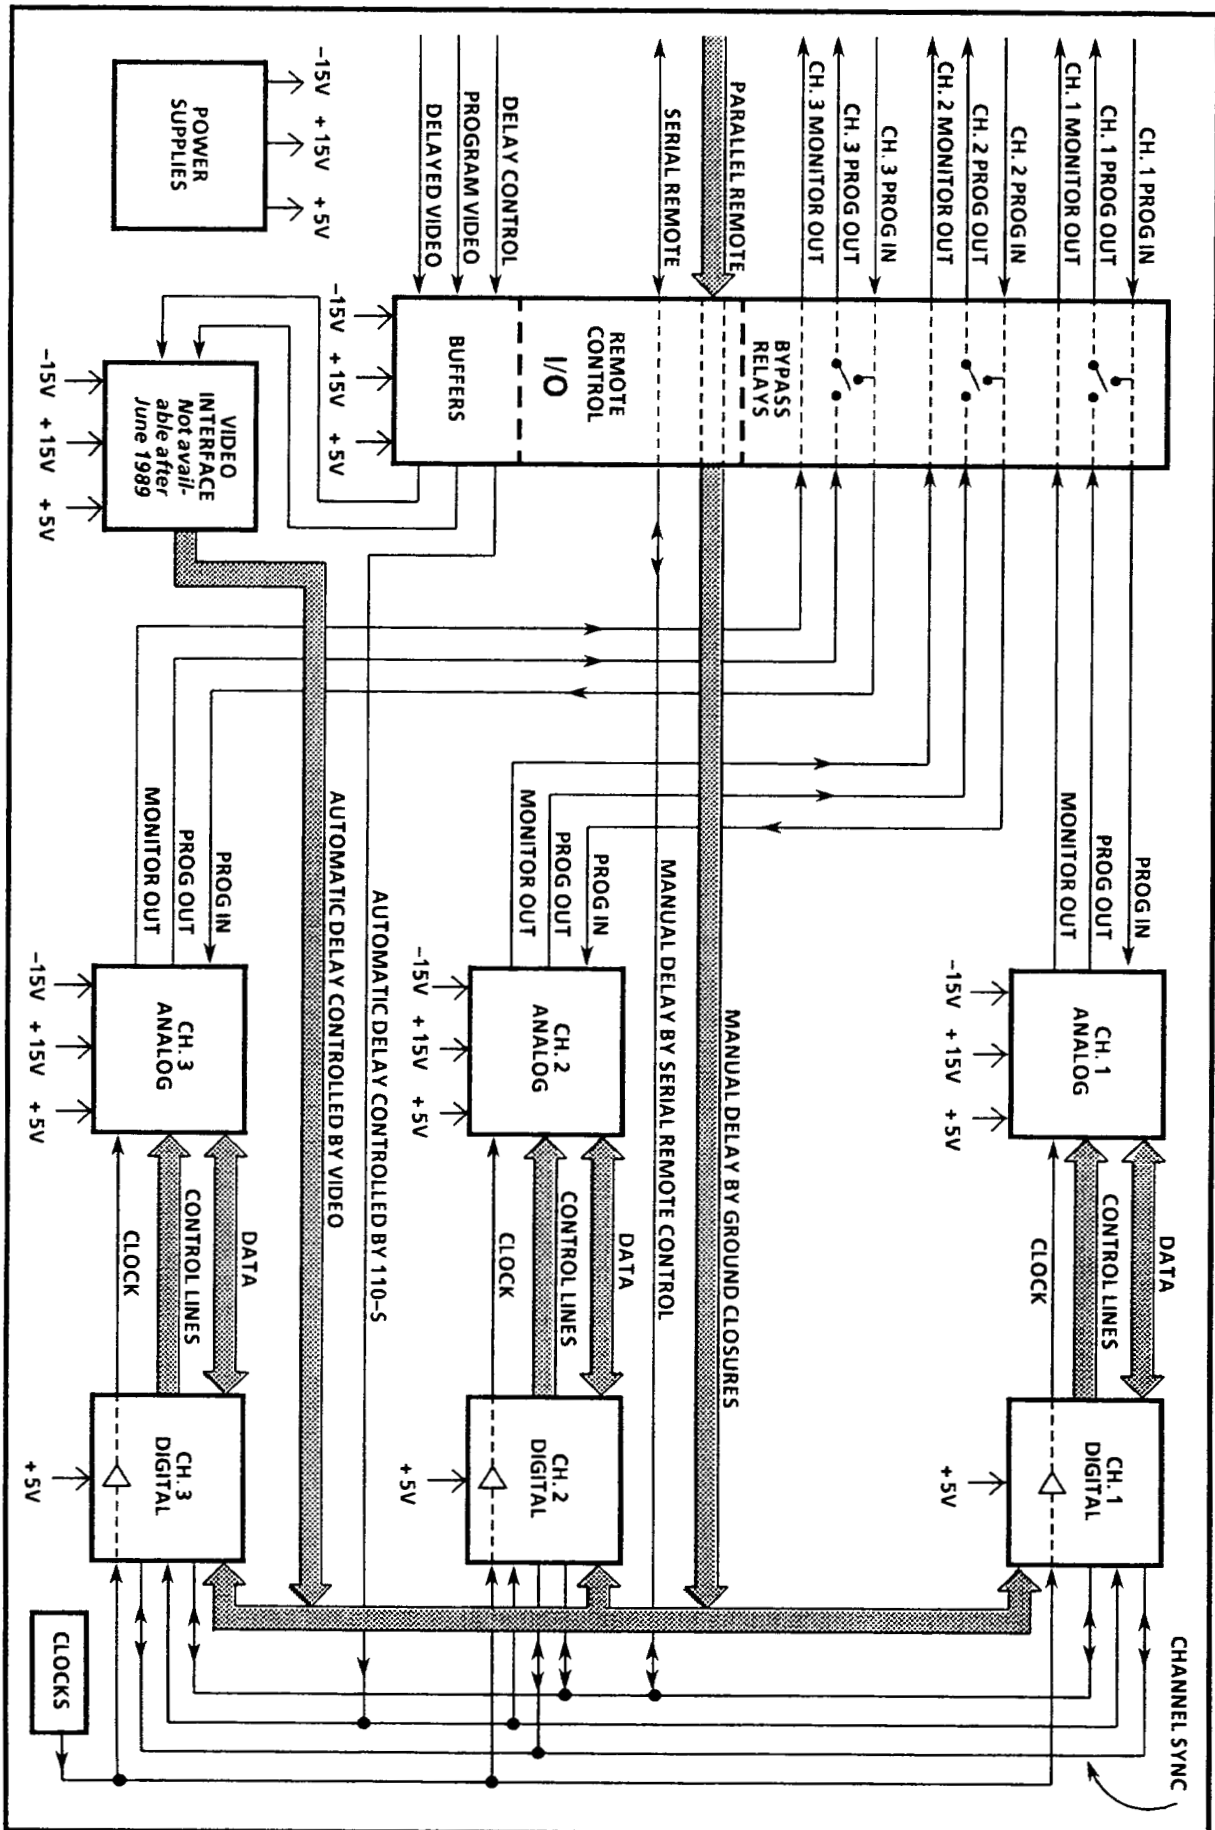 CH. 1 PROG IN
CH. 1 PROG OUT
CH. 1 MONITOR OUT
CH. 2 PROG IN
CH. 2 PROG OUT
CH. 2 MONITOR OUT
CH. 3 PROG IN
CH. 3 PROG OUT
CH. 3 MONITOR OUT
PARALLEL REMOTE
SERIAL REMOTE
DELAY CONTROL
PROGRAM VIDEO
DELAYED VIDEO
POWER
SUPPLIES
–15V
+ 15V
+ 5V
BYPASS
RELAYS
REMOTE
CONTROL
I/O
BUFFERS
–15V
+ 15V
+ 5V
VIDEO
INTERFACE
Not avail-
able after
June 1989
–15V
+ 15V
+ 5V
PROG IN
PROG OUT
MONITOR OUT
CH. 1
ANALOG
–15V
+ 15V
+ 5V
DATA
CONTROL LINES
CLOCK
CH. 1
DIGITAL
+ 5V
CHANNEL SYNC
MANUAL DELAY BY GROUND CLOSURES
MANUAL DELAY BY SERIAL REMOTE CONTROL
PROG IN
PROG OUT
MONITOR OUT
CH. 2
ANALOG
–15V
+ 15V
+ 5V
DATA
CONTROL LINES
CLOCK
CH. 2
DIGITAL
+ 5V
AUTOMATIC DELAY CONTROLLED BY 110–S
AUTOMATIC DELAY CONTROLLED BY VIDEO
PROG IN
PROG OUT
MONITOR OUT
CH. 3
ANALOG
–15V
+ 15V
+ 5V
DATA
CONTROL LINES
CLOCK
CH. 3
DIGITAL
+ 5V
CLOCKS